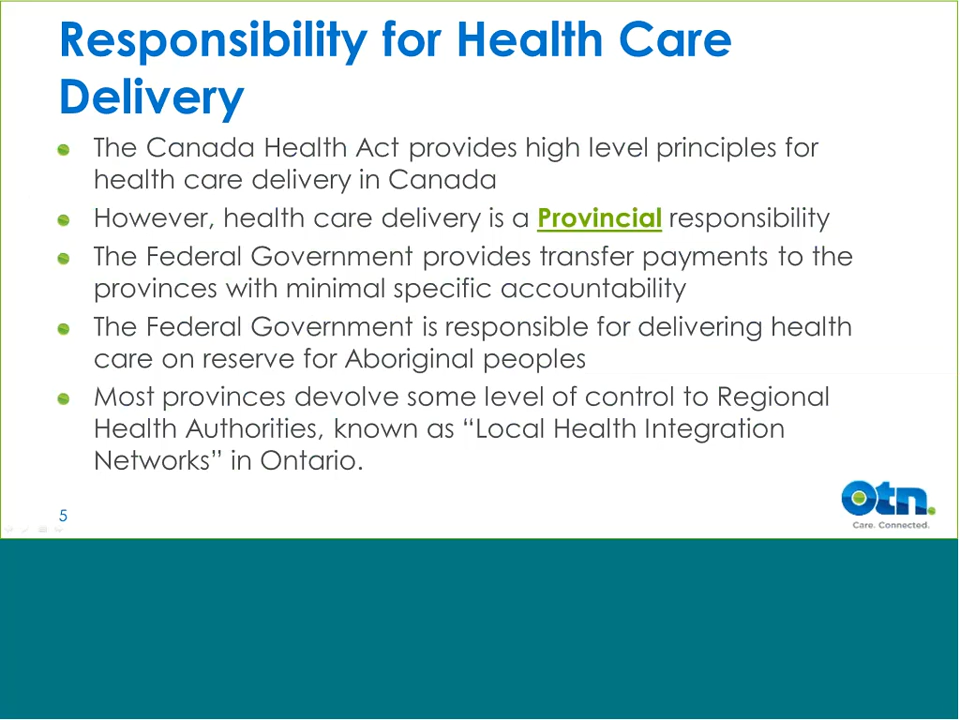 Responsibility for Health Care
Delivery
The Canada Health Act provides high level principles for
health care delivery in Canada
However, health care delivery is a Provincial responsibility
The Federal Government provides transfer payments to the
provinces with minimal specific accountability
The Federal Government is responsible for delivering health
care on reserve for Aboriginal peoples
Most provinces devolve some level of control to Regional
Health Authorities, known as “Local Health Integration
Networks” in Ontario.
otn.
Care. Connected.
5